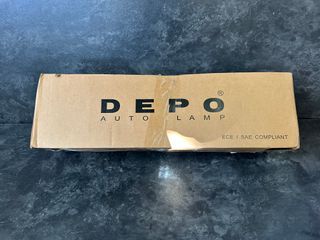 DEPO®
AUTO LAMP
ECE / SAE COMPLIANT